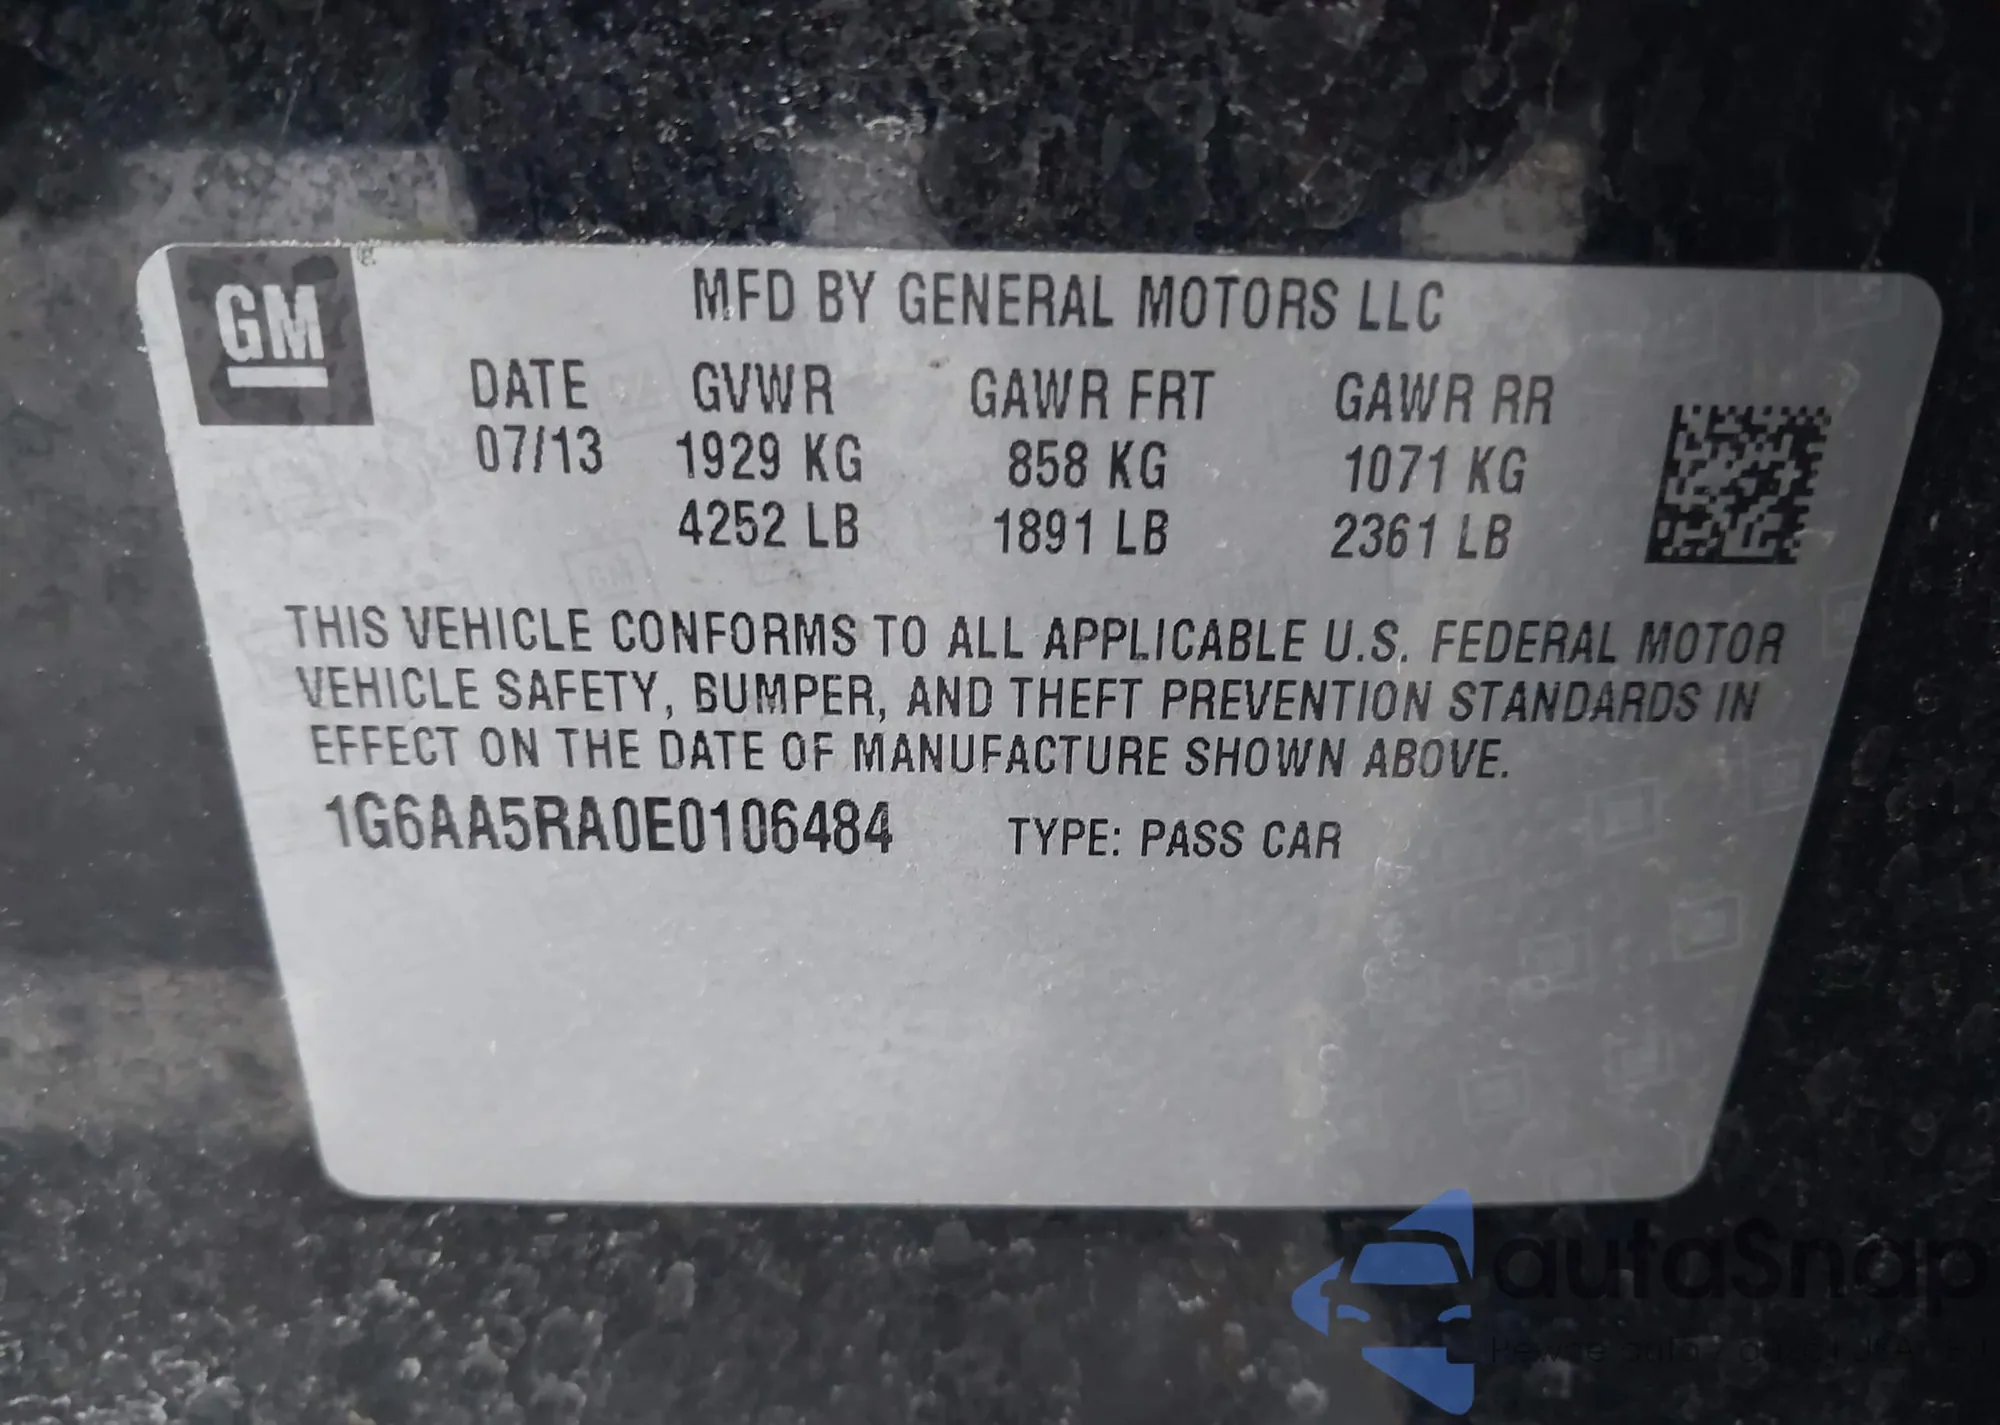 GM
MFD BY GENERAL MOTORS LLC
DATE GVWR GAWR FRT GAWR RR
07/13 1929 KG 858 KG 1071 KG
4252 LB 1891 LB 2361 LB
THIS VEHICLE CONFORMS TO ALL APPLICABLE U.S. FEDERAL MOTOR
VEHICLE SAFETY, BUMPER, AND THEFT PREVENTION STANDARDS IN
EFFECT ON THE DATE OF MANUFACTURE SHOWN ABOVE.
1G6AA5RA0E0106484 TYPE: PASS CAR
autaSnap